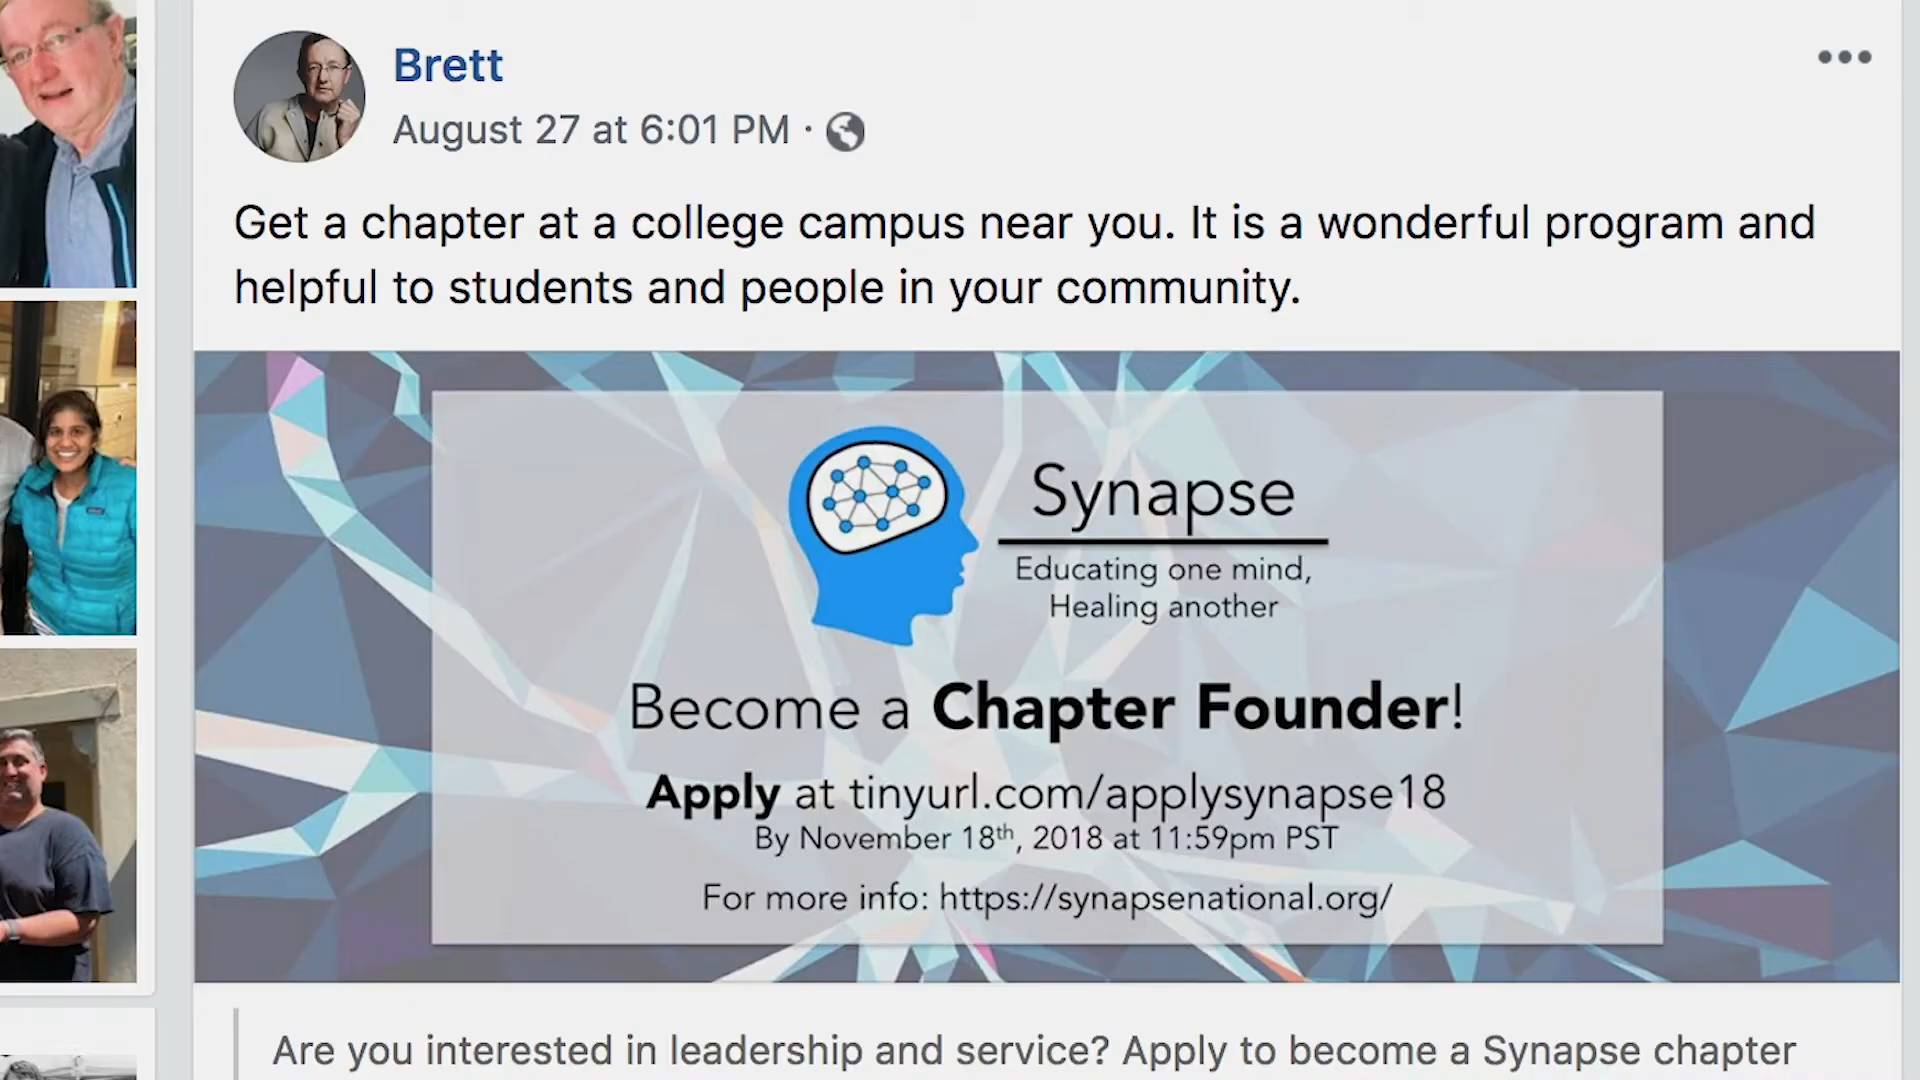 Brett
August 27 at 6:01 PM ·
Get a chapter at a college campus near you. It is a wonderful program and
helpful to students and people in your community.
Synapse
Educating one mind,
Healing another
Become a Chapter Founder!
Apply at tinyurl.com/applysynapse18
By November 18th, 2018 at 11:59pm PST
For more info: https://synapsenational.org/
Are you interested in leadership and service? Apply to become a Synapse chapter